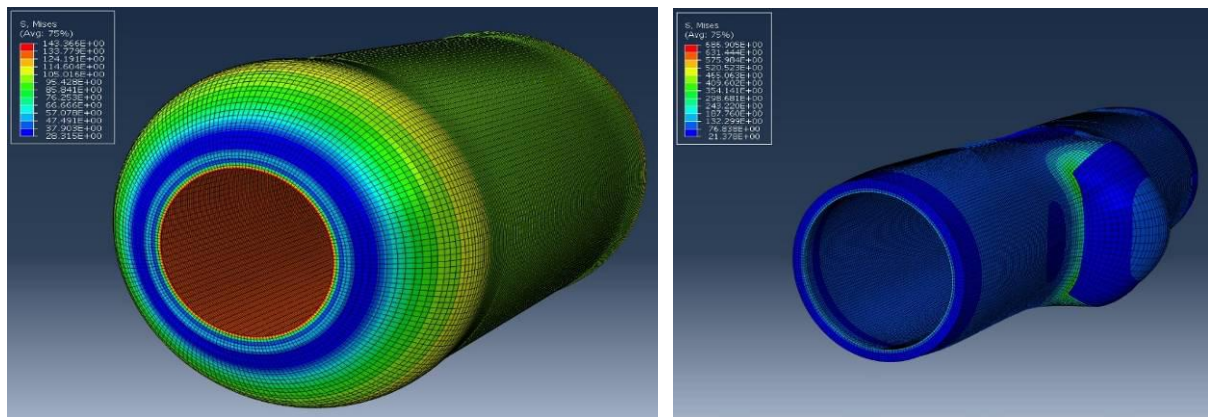 S, Mises
(Avg: 75%)
143.366E+00
133.779E+00
124.191E+00
114.604E+00
105.016E+00
95.428E+00
85.841E+00
76.253E+00
66.666E+00
57.078E+00
47.491E+00
37.903E+00
28.315E+00
S, Mises
(Avg: 75%)
686.905E+00
631.444E+00
575.984E+00
520.523E+00
465.063E+00
409.602E+00
354.141E+00
298.681E+00
243.220E+00
187.760E+00
132.299E+00
76.838E+00
21.378E+00